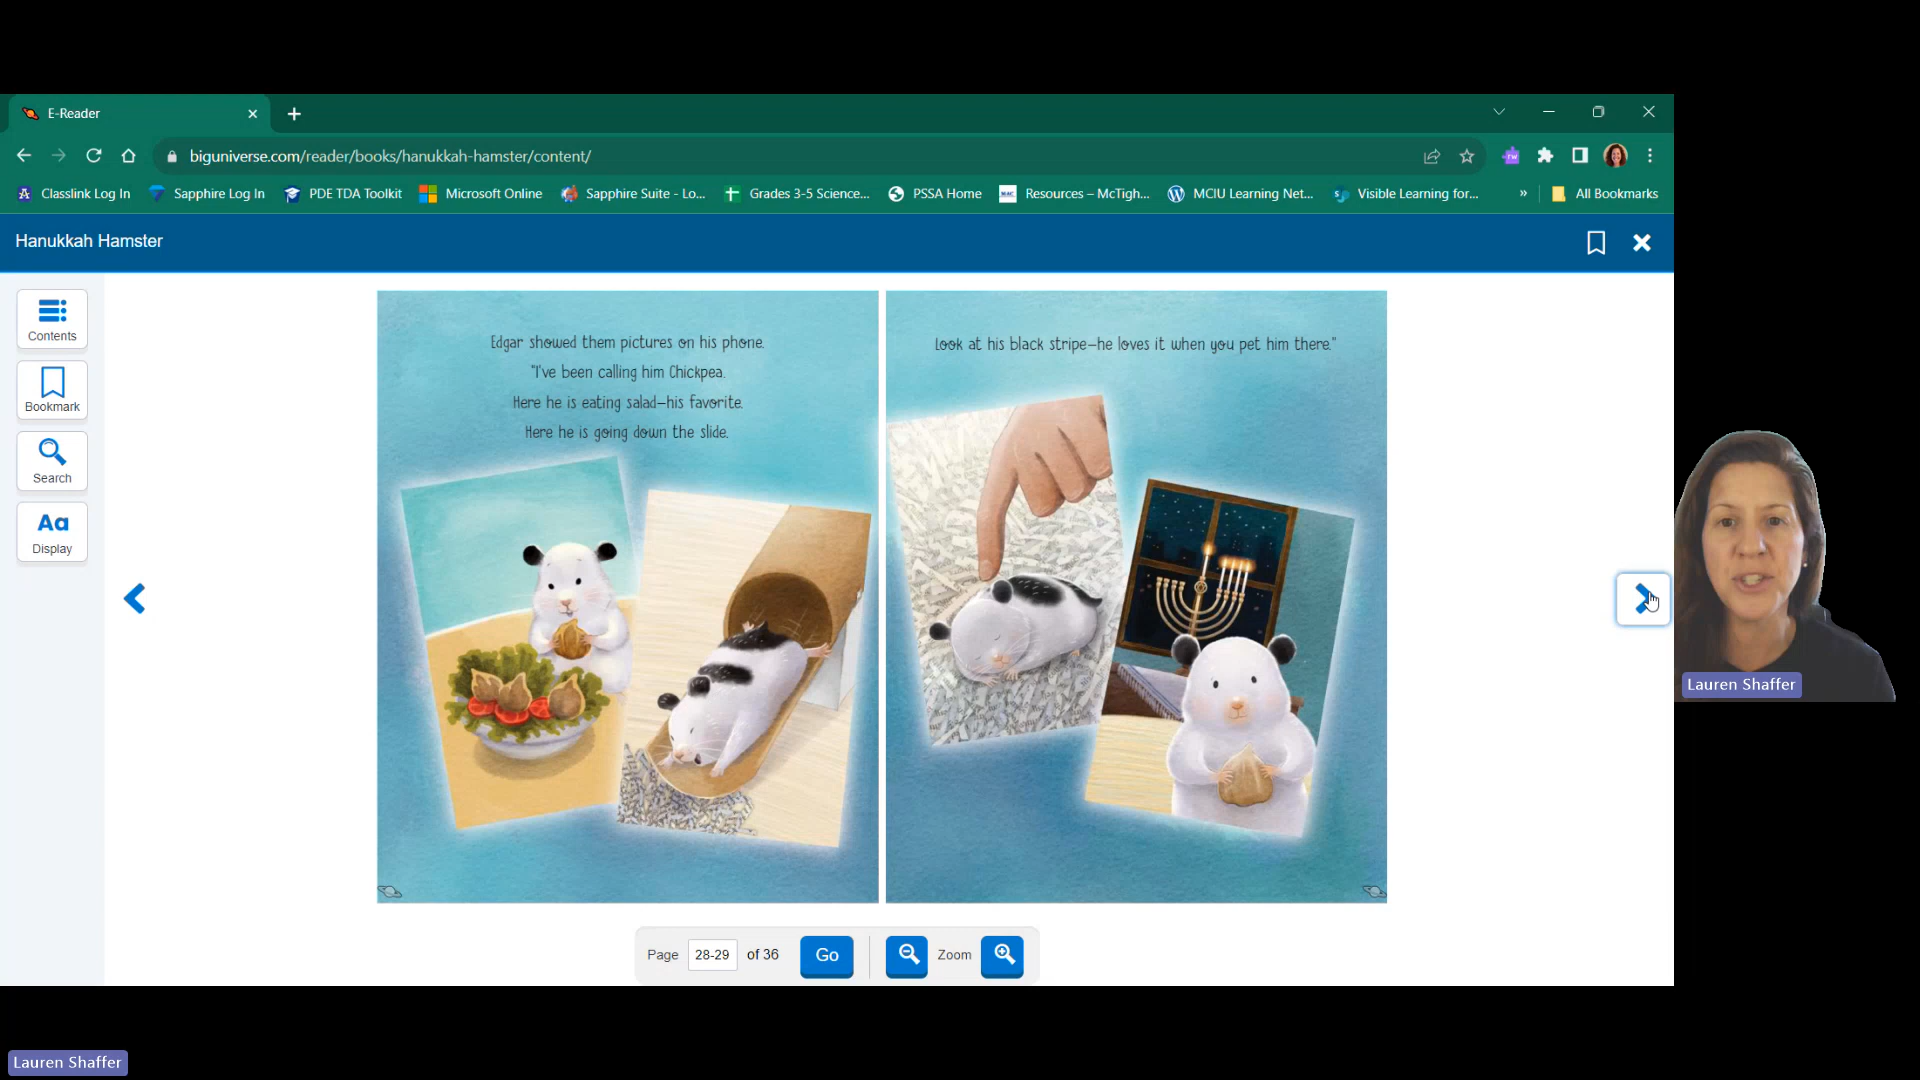 E-Reader
biguniverse.com/reader/books/hanukkah-hamster/content/
Classlink Log In
Sapphire Log In
PDE TDA Toolkit
Microsoft Online
Sapphire Suite - Lo...
Grades 3-5 Science...
PSSA Home
Resources – McTigh...
MCIU Learning Net...
Visible Learning for...
»
All Bookmarks
Hanukkah Hamster
Contents
Bookmark
Search
Aa
Display
Edgar showed them pictures on his phone.
"I've been calling him Chickpea.
Here he is eating salad—his favorite.
Here he is going down the slide.
Look at his black stripe—he loves it when you pet him there."
Page 28-29 of 36 Go Zoom
Lauren Shaffer
Lauren Shaffer